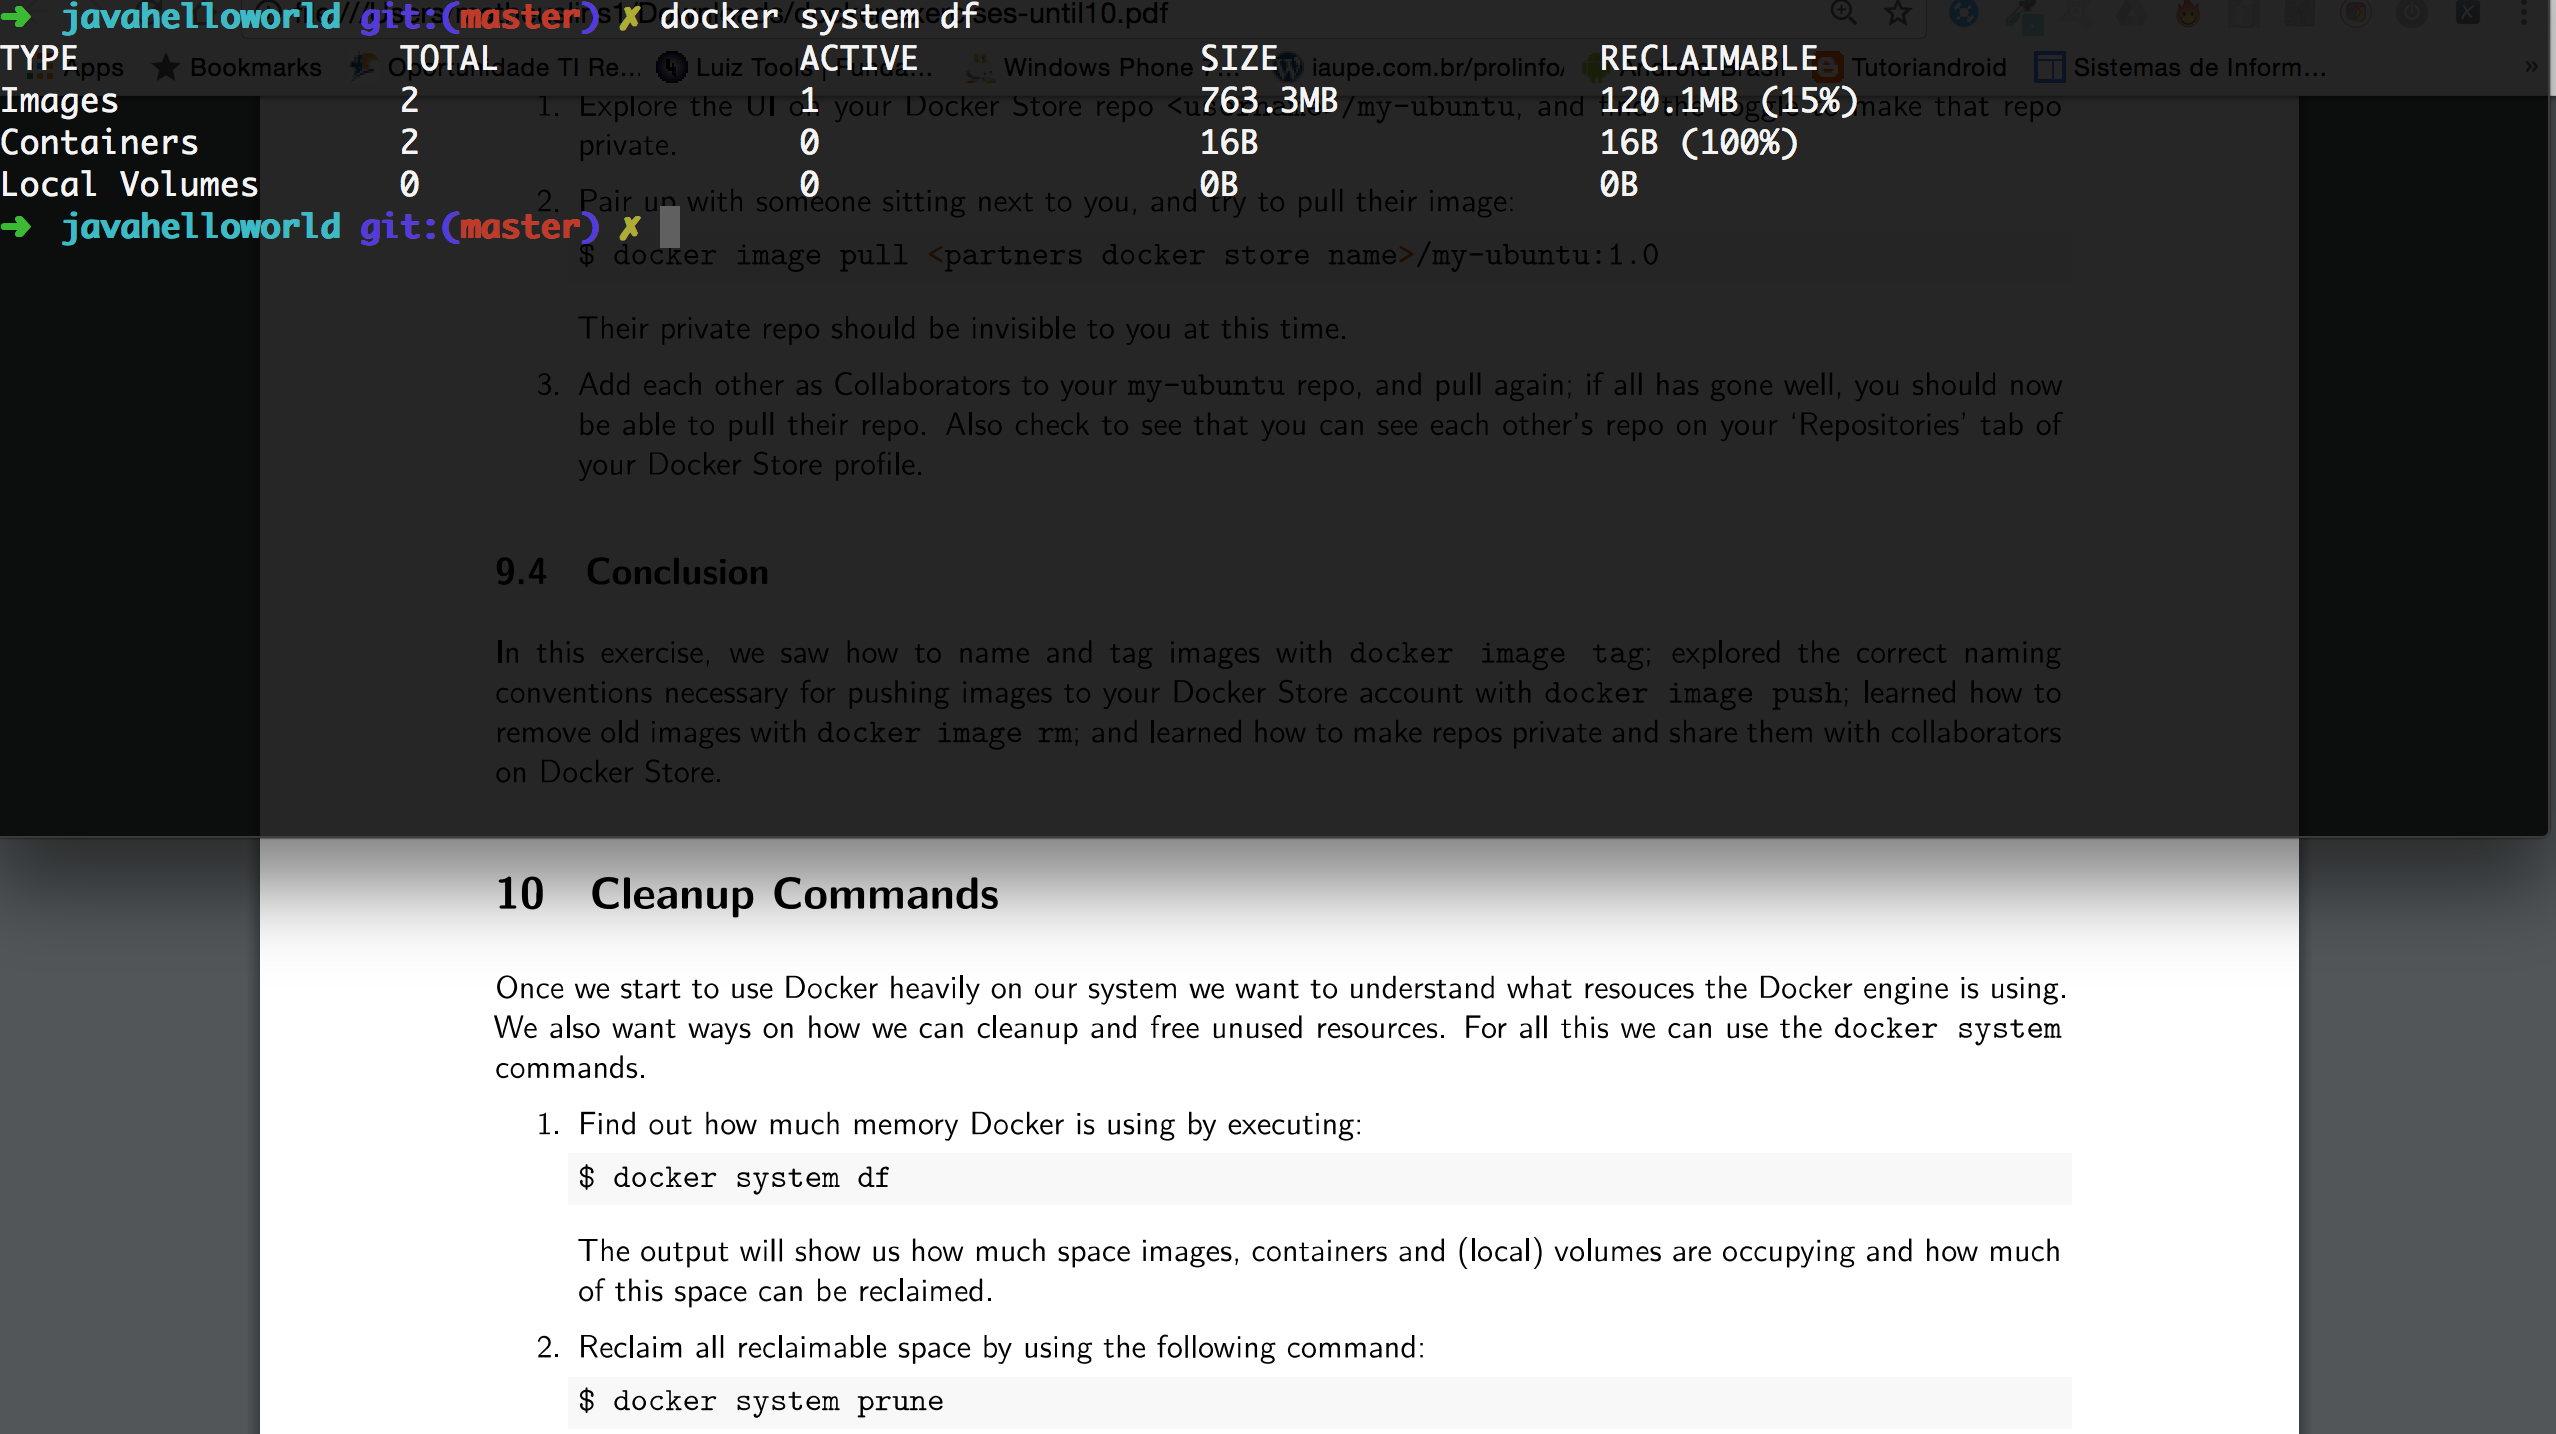 ➜ javahelloworld git:(master) ✗ docker system df
TYPE TOTAL ACTIVE SIZE RECLAIMABLE
Apps Bookmarks Oportunidade TI Re... Luiz Tools | Funda... Windows Phone iaupe.com.br/prolinfo/ Android Brasil Tutoriandroid Sistemas de Inform... »
Images 2 1 763.3MB 120.1MB (15%)
1. Explore the UI on your Docker Store repo <username>/my-ubuntu, and find the toggle to make that repo
Containers 2 0 16B 16B (100%)
private.
Local Volumes 0 0 0B 0B
2. Pair up with someone sitting next to you, and try to pull their image:
➜ javahelloworld git:(master) ✗
$ docker image pull <partners docker store name>/my-ubuntu:1.0
Their private repo should be invisible to you at this time.
3. Add each other as Collaborators to your my-ubuntu repo, and pull again; if all has gone well, you should now
be able to pull their repo. Also check to see that you can see each other's repo on your ‘Repositories’ tab of
your Docker Store profile.
9.4 Conclusion
In this exercise, we saw how to name and tag images with docker image tag; explored the correct naming
conventions necessary for pushing images to your Docker Store account with docker image push; learned how to
remove old images with docker image rm; and learned how to make repos private and share them with collaborators
on Docker Store.
10 Cleanup Commands
Once we start to use Docker heavily on our system we want to understand what resouces the Docker engine is using.
We also want ways on how we can cleanup and free unused resources. For all this we can use the docker system
commands.
1. Find out how much memory Docker is using by executing:
$ docker system df
The output will show us how much space images, containers and (local) volumes are occupying and how much
of this space can be reclaimed.
2. Reclaim all reclaimable space by using the following command:
$ docker system prune